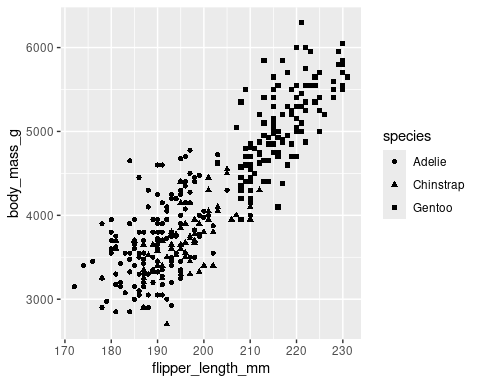 6000
5000
4000
3000
170 180 190 200 210 220 230
flipper_length_mm
body_mass_g
species
Adelie
Chinstrap
Gentoo